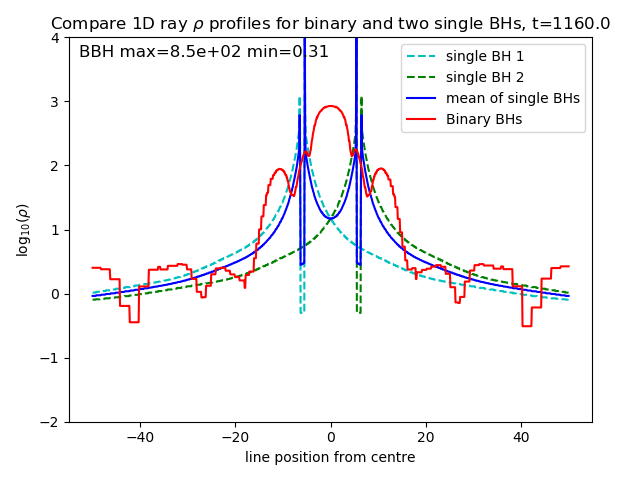 Compare 1D ray ρ profiles for binary and two single BHs, t=1160.0
BBH max=8.5e+02 min=0.31
single BH 1
single BH 2
mean of single BHs
Binary BHs
4
3
2
1
0
−1
−2
log10(ρ)
−40
−20
0
20
40
line position from centre